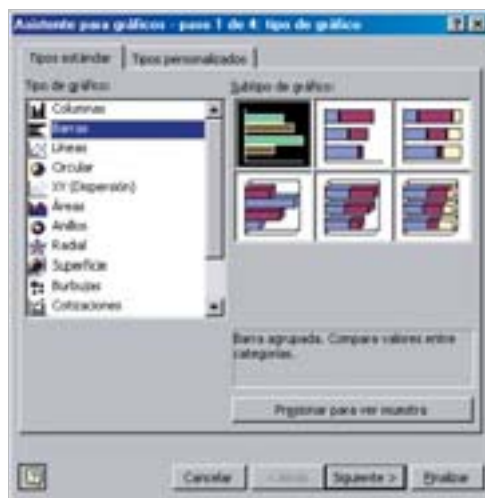 Asistente para gráficos - paso 1 de 4: tipo de gráfico
Tipos estándar
Tipos personalizados
Tipo de gráfico:
Columnas
Barras
Líneas
Circular
XY (Dispersión)
Áreas
Anillos
Radial
Superficie
Burbujas
Cotizaciones
Subtipo de gráfico:
Barra agrupada. Compara valores entre
categorías.
Presionar para ver muestra
Cancelar
< Atrás
Siguiente >
Finalizar